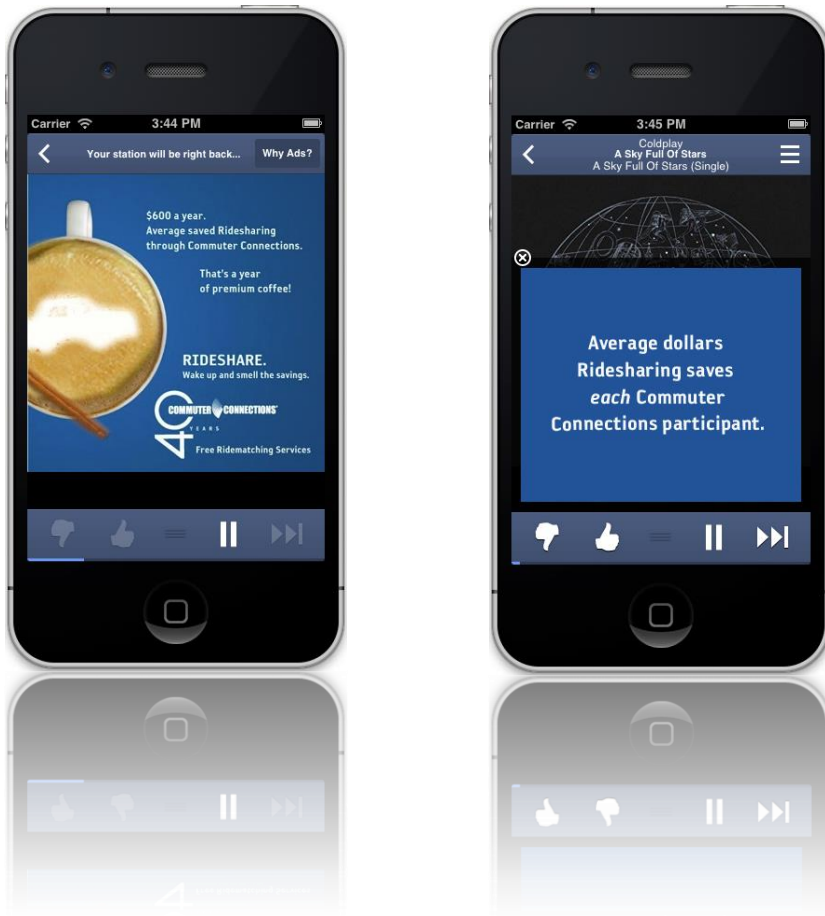 Carrier 3:44 PM
Your station will be right back... Why Ads?
$600 a year.
Average saved Ridesharing
through Commuter Connections.
That's a year
of premium coffee!
RIDESHARE.
Wake up and smell the savings.
40
COMMUTER CONNECTIONS
YEARS
Free Ridematching Services
Carrier 3:45 PM
Coldplay
A Sky Full Of Stars
A Sky Full Of Stars (Single)
Average dollars
Ridesharing saves
each Commuter
Connections participant.